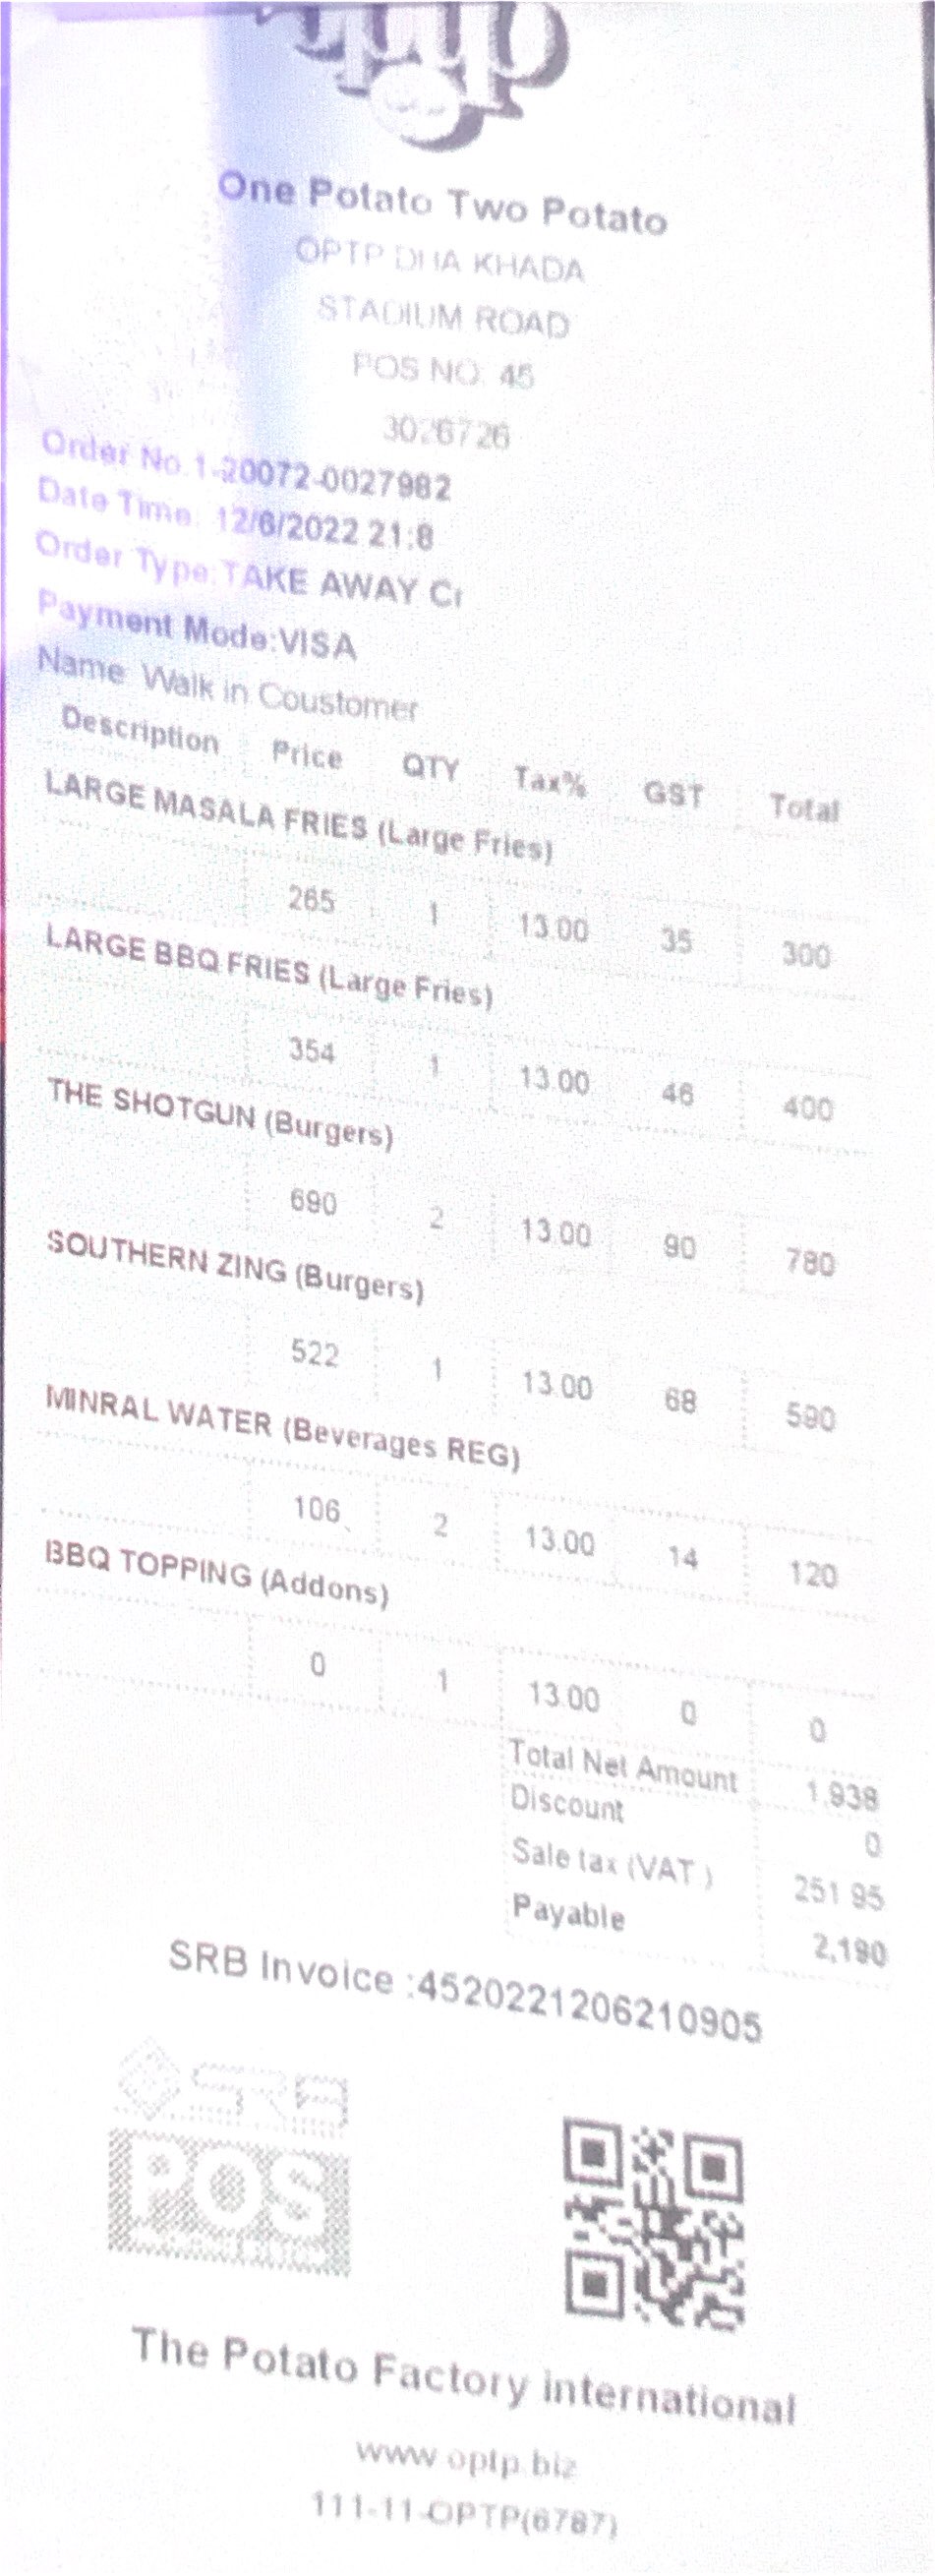 optp
One Potato Two Potato
OPTP DHA KHADA
STADIUM ROAD
POS NO: 45
3026726
Order No.1-20072-0027982
Date Time: 12/6/2022 21:8
Order Type:TAKE AWAY Cr
Payment Mode:VISA
Name Walk in Coustomer
Description Price QTY Tax% GST Total
LARGE MASALA FRIES (Large Fries)
265 1 13.00 35 300
LARGE BBQ FRIES (Large Fries)
354 1 13.00 46 400
THE SHOTGUN (Burgers)
690 2 13.00 90 780
SOUTHERN ZING (Burgers)
522 1 13.00 68 590
MINRAL WATER (Beverages REG)
106 2 13.00 14 120
BBQ TOPPING (Addons)
0 1 13.00 0 0
Total Net Amount 1,938
Discount 0
Sale tax (VAT ) 251.95
Payable 2,190
SRB Invoice :4520221206210905
SRB
POS
The Potato Factory international
www.optp.biz
111-11-OPTP(6787)